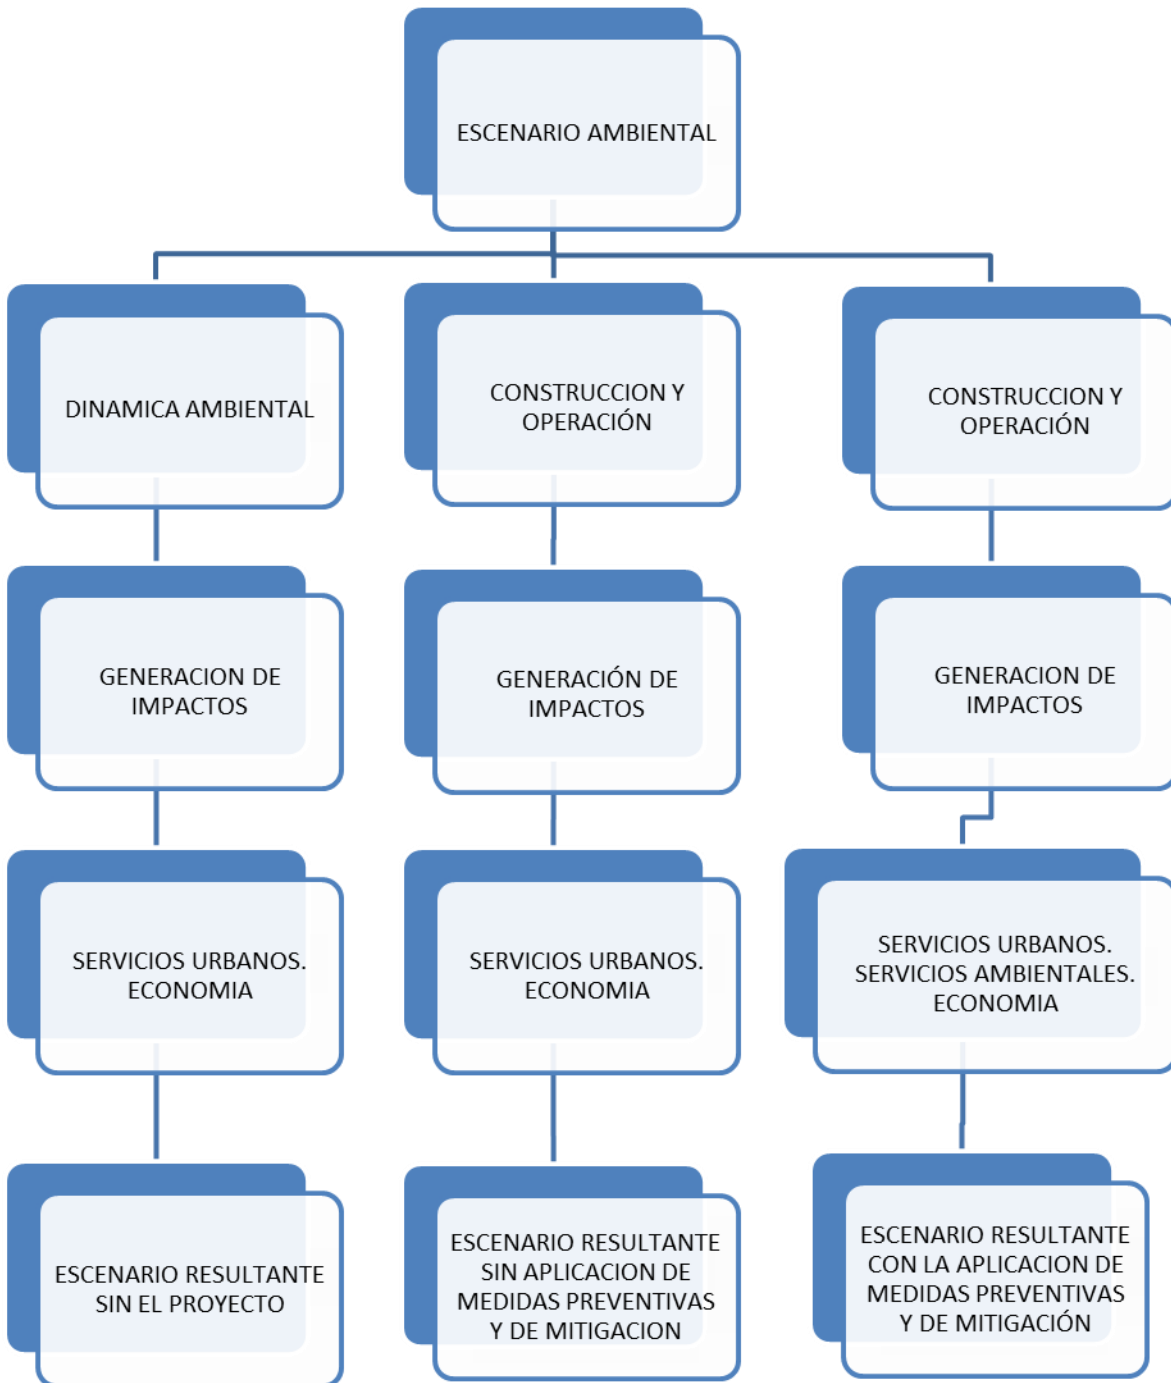 ESCENARIO AMBIENTAL
DINAMICA AMBIENTAL
CONSTRUCCION Y
OPERACIÓN
CONSTRUCCION Y
OPERACIÓN
GENERACION DE
IMPACTOS
GENERACIÓN DE
IMPACTOS
GENERACION DE
IMPACTOS
SERVICIOS URBANOS.
ECONOMIA
SERVICIOS URBANOS.
ECONOMIA
SERVICIOS URBANOS.
SERVICIOS AMBIENTALES.
ECONOMIA
ESCENARIO RESULTANTE
SIN EL PROYECTO
ESCENARIO RESULTANTE
SIN APLICACION DE
MEDIDAS PREVENTIVAS
Y DE MITIGACION
ESCENARIO RESULTANTE
CON LA APLICACION DE
MEDIDAS PREVENTIVAS
Y DE MITIGACIÓN